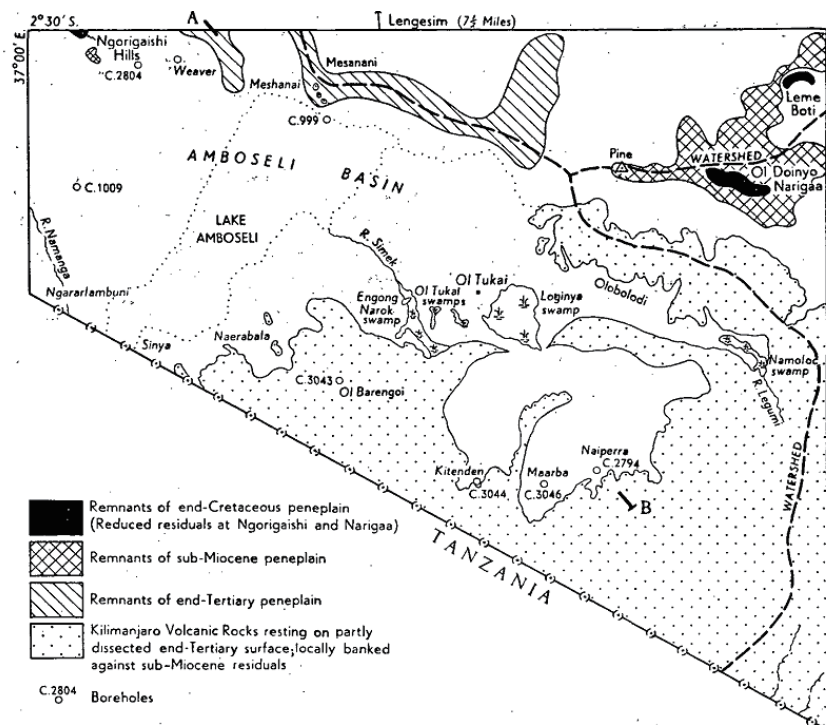 A
Lengesim (7½ Miles)
2°30' S.
37°00' E.
Ngorigaishi
Hills
C.2804
Weaver
Meshanai
Mesanani
C.999
Leme
Boti
Pine
WATERSHED
Ol Doinyo
Narigaa
AMBOSELI
BASIN
C.1009
LAKE
AMBOSELI
R. Namanga
R. Simek
Ol Tukai
Ol Tukai
swamps
Engong
Narok
swamp
Loginya
swamp
Olobolodi
Ngararlambuni
Sinya
Naerabala
Namoloc
swamp
R. Legumi
C.3043
Ol Barengoi
Kitenden
C.3044
Maarba
C.3046
Naiperra
C.2794
B
WATERSHED
TANZANIA
Remnants of end-Cretaceous peneplain
(Reduced residuals at Ngorigaishi and Narigaa)
Remnants of sub-Miocene peneplain
Remnants of end-Tertiary peneplain
Kilimanjaro Volcanic Rocks resting on partly
dissected end-Tertiary surface; locally banked
against sub-Miocene residuals
C.2804
Boreholes